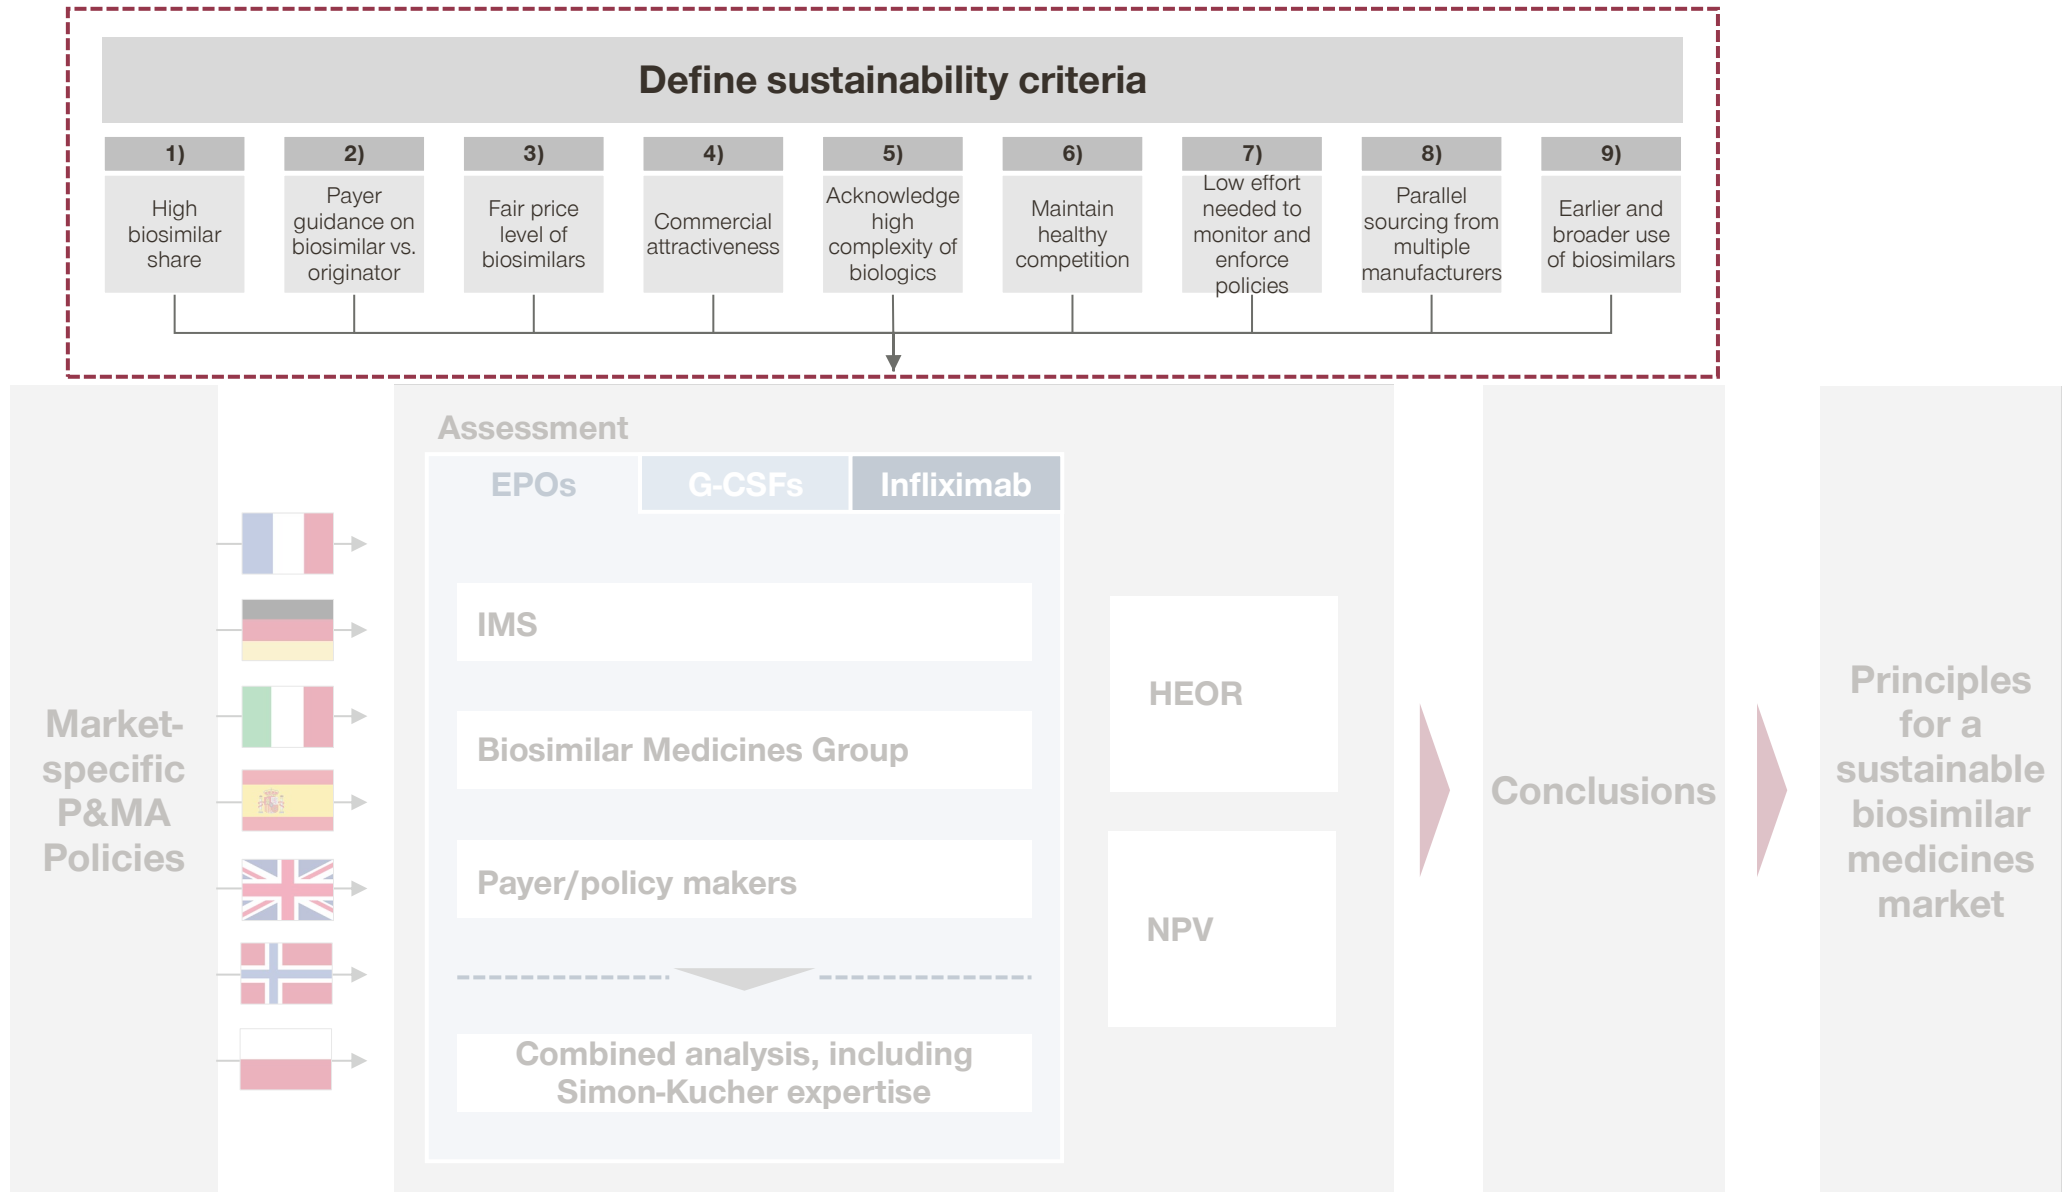 Define sustainability criteria
1)
High
biosimilar
share
2)
Payer
guidance on
biosimilar vs.
originator
3)
Fair price
level of
biosimilars
4)
Commercial
attractiveness
5)
Acknowledge
high
complexity of
biologics
6)
Maintain
healthy
competition
7)
Low effort
needed to
monitor and
enforce
policies
8)
Parallel
sourcing from
multiple
manufacturers
9)
Earlier and
broader use
of biosimilars
Market-
specific
P&MA
Policies
Assessment
EPOs
G-CSFs
Infliximab
IMS
Biosimilar Medicines Group
Payer/policy makers
Combined analysis, including
Simon-Kucher expertise
HEOR
NPV
Conclusions
Principles
for a
sustainable
biosimilar
medicines
market